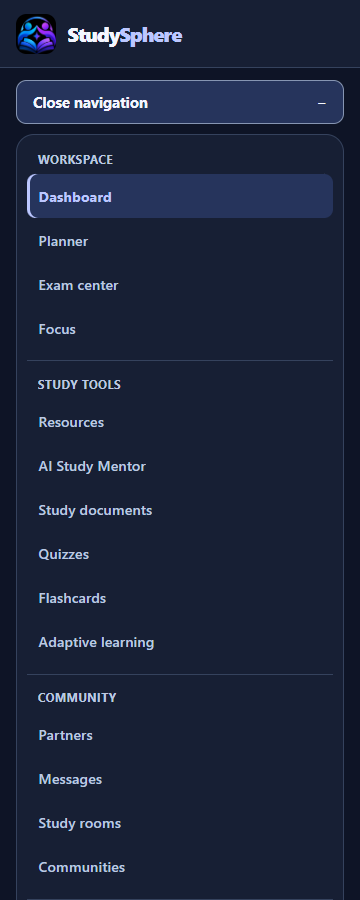 StudySphere
Close navigation –
WORKSPACE
Dashboard
Planner
Exam center
Focus
STUDY TOOLS
Resources
AI Study Mentor
Study documents
Quizzes
Flashcards
Adaptive learning
COMMUNITY
Partners
Messages
Study rooms
Communities